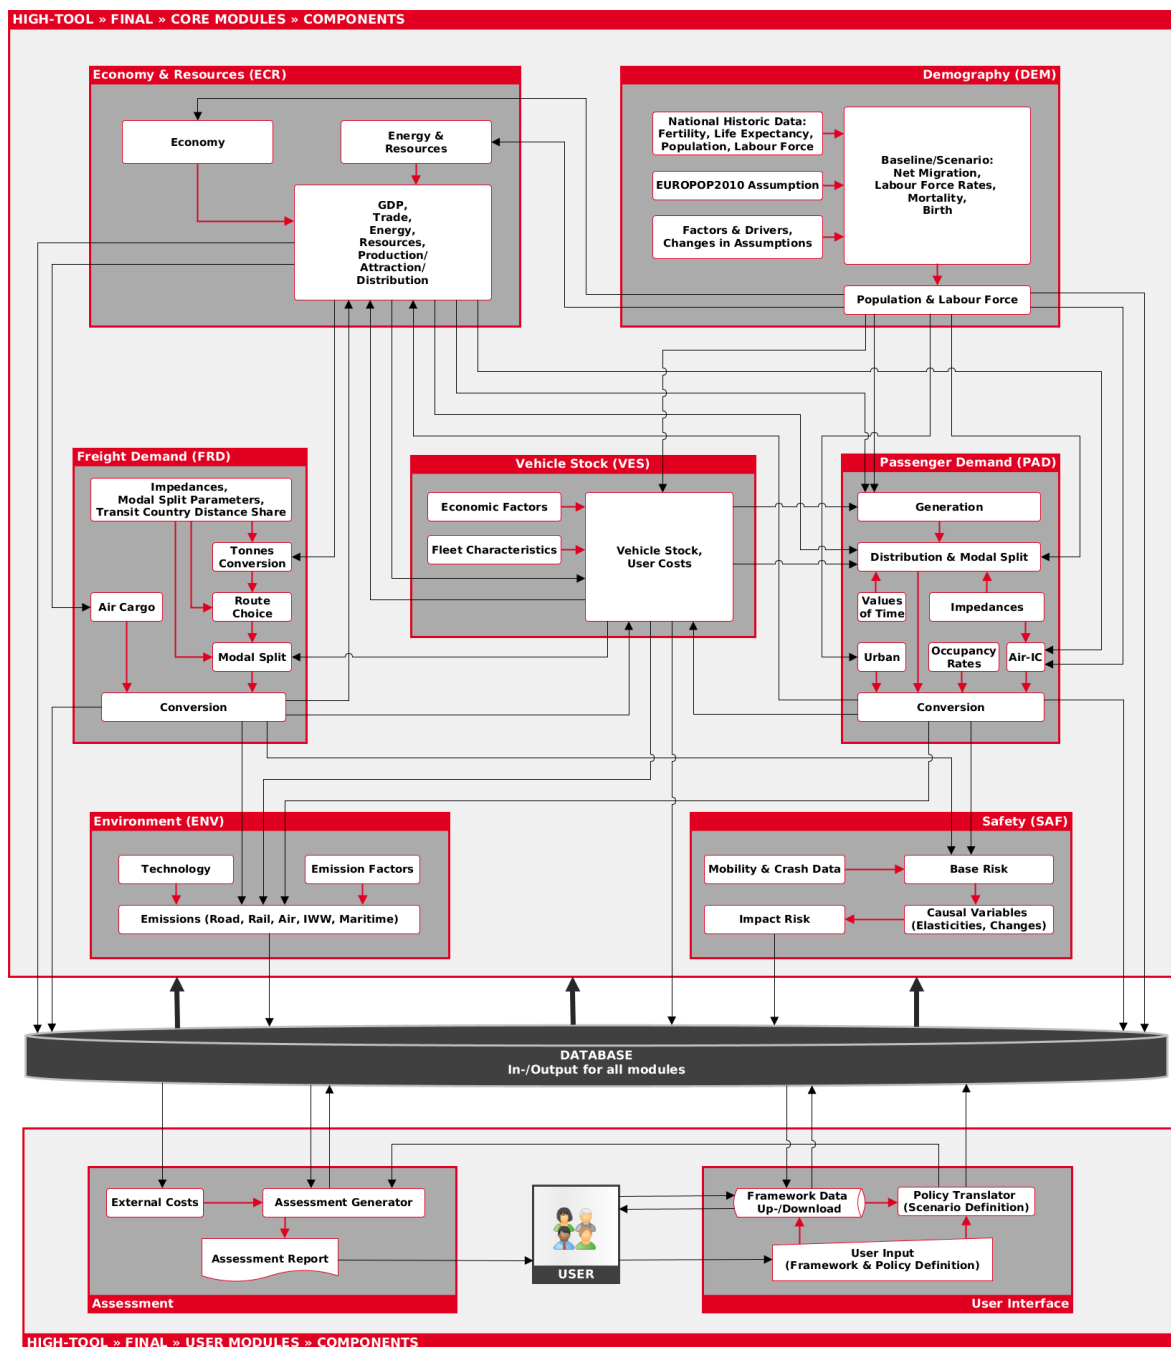 HIGH-TOOL » FINAL » CORE MODULES » COMPONENTS
Economy & Resources (ECR)
Economy
Energy &
Resources
GDP,
Trade,
Energy,
Resources,
Production/
Attraction/
Distribution
Demography (DEM)
National Historic Data:
Fertility, Life Expectancy,
Population, Labour Force
EUROPOP2010 Assumption
Factors & Drivers,
Changes in Assumptions
Baseline/Scenario:
Net Migration,
Labour Force Rates,
Mortality,
Birth
Population & Labour Force
Freight Demand (FRD)
Impedances,
Modal Split Parameters,
Transit Country Distance Share
Tonnes
Conversion
Air Cargo
Route
Choice
Modal Split
Conversion
Vehicle Stock (VES)
Economic Factors
Fleet Characteristics
Vehicle Stock,
User Costs
Passenger Demand (PAD)
Generation
Distribution & Modal Split
Values
of Time
Impedances
Urban
Occupancy
Rates
Air-IC
Conversion
Environment (ENV)
Technology
Emission Factors
Emissions (Road, Rail, Air, IWW, Maritime)
Safety (SAF)
Mobility & Crash Data
Base Risk
Impact Risk
Causal Variables
(Elasticities, Changes)
DATABASE
In-/Output for all modules
External Costs
Assessment Generator
Assessment Report
Assessment
USER
Framework Data
Up-/Download
Policy Translator
(Scenario Definition)
User Input
(Framework & Policy Definition)
User Interface
HIGH-TOOL » FINAL » USER MODULES » COMPONENTS